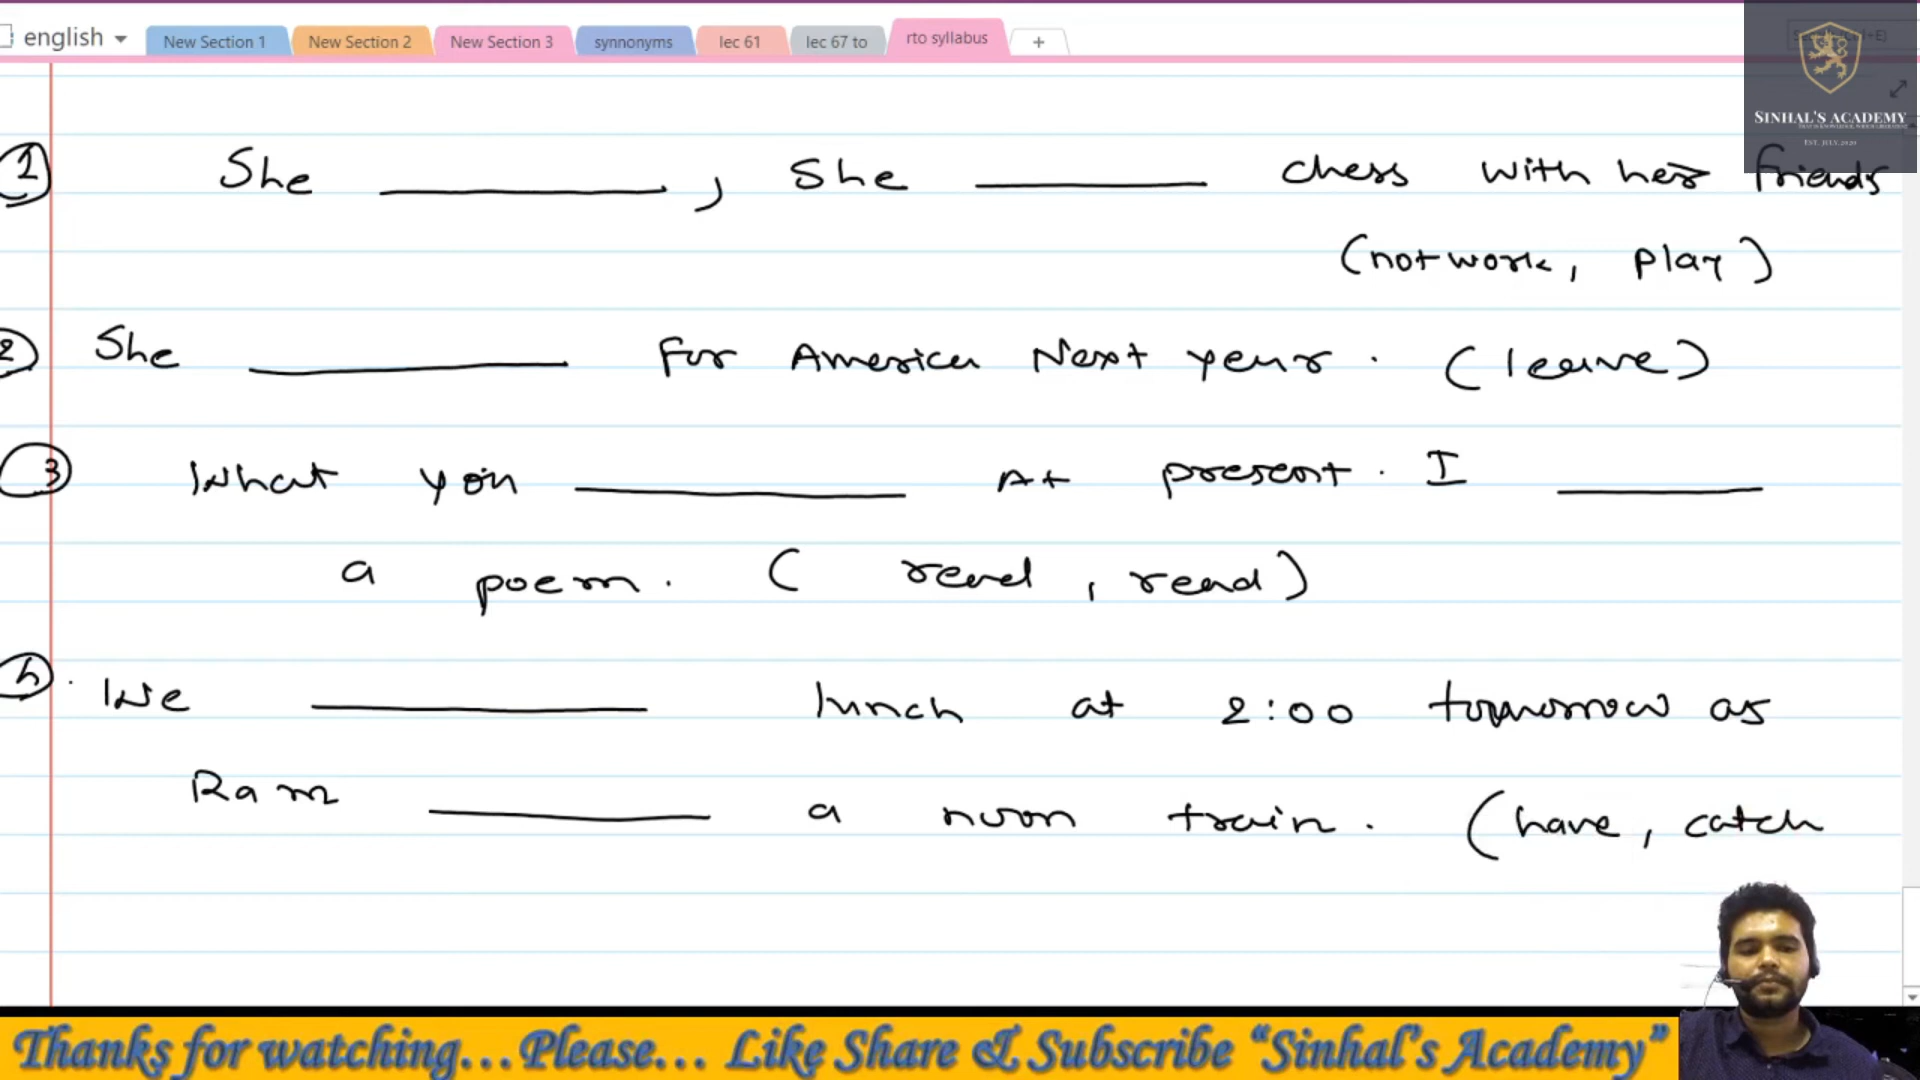 english
New Section 1
New Section 2
New Section 3
synnonyms
lec 61
lec 67 to
rto syllabus
+
SINHAL'S ACADEMY
EST. JULY,2020
1 She ________, She ________ chess with her friends
(not work, play)
2 She ________ for America Next year. (leave)
3 What you ________ At present. I ________
a poem. ( read, read)
4. We ________ lunch at 2:00 tomorrow as
Ram ________ a noon train. (have, catch
Thanks for watching... Please... Like Share & Subscribe “Sinhal's Academy”